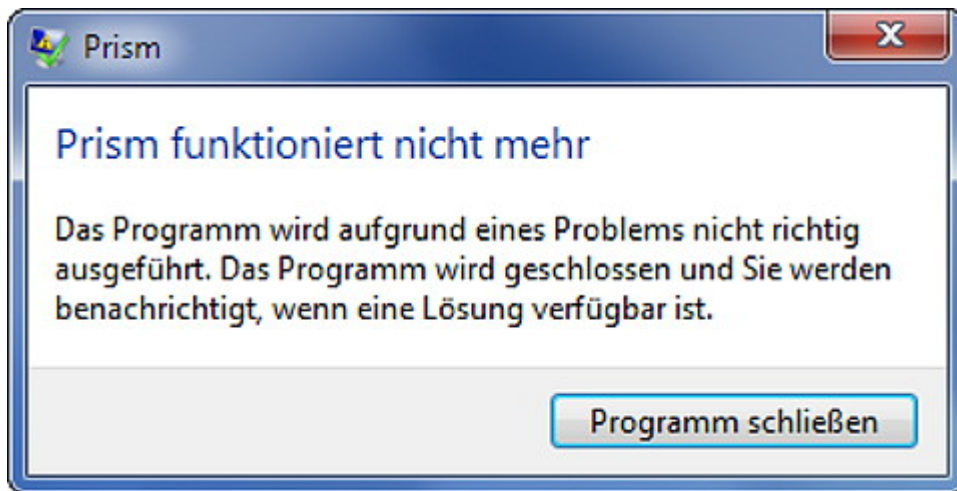 Prism
Prism funktioniert nicht mehr
Das Programm wird aufgrund eines Problems nicht richtig
ausgeführt. Das Programm wird geschlossen und Sie werden
benachrichtigt, wenn eine Lösung verfügbar ist.
Programm schließen